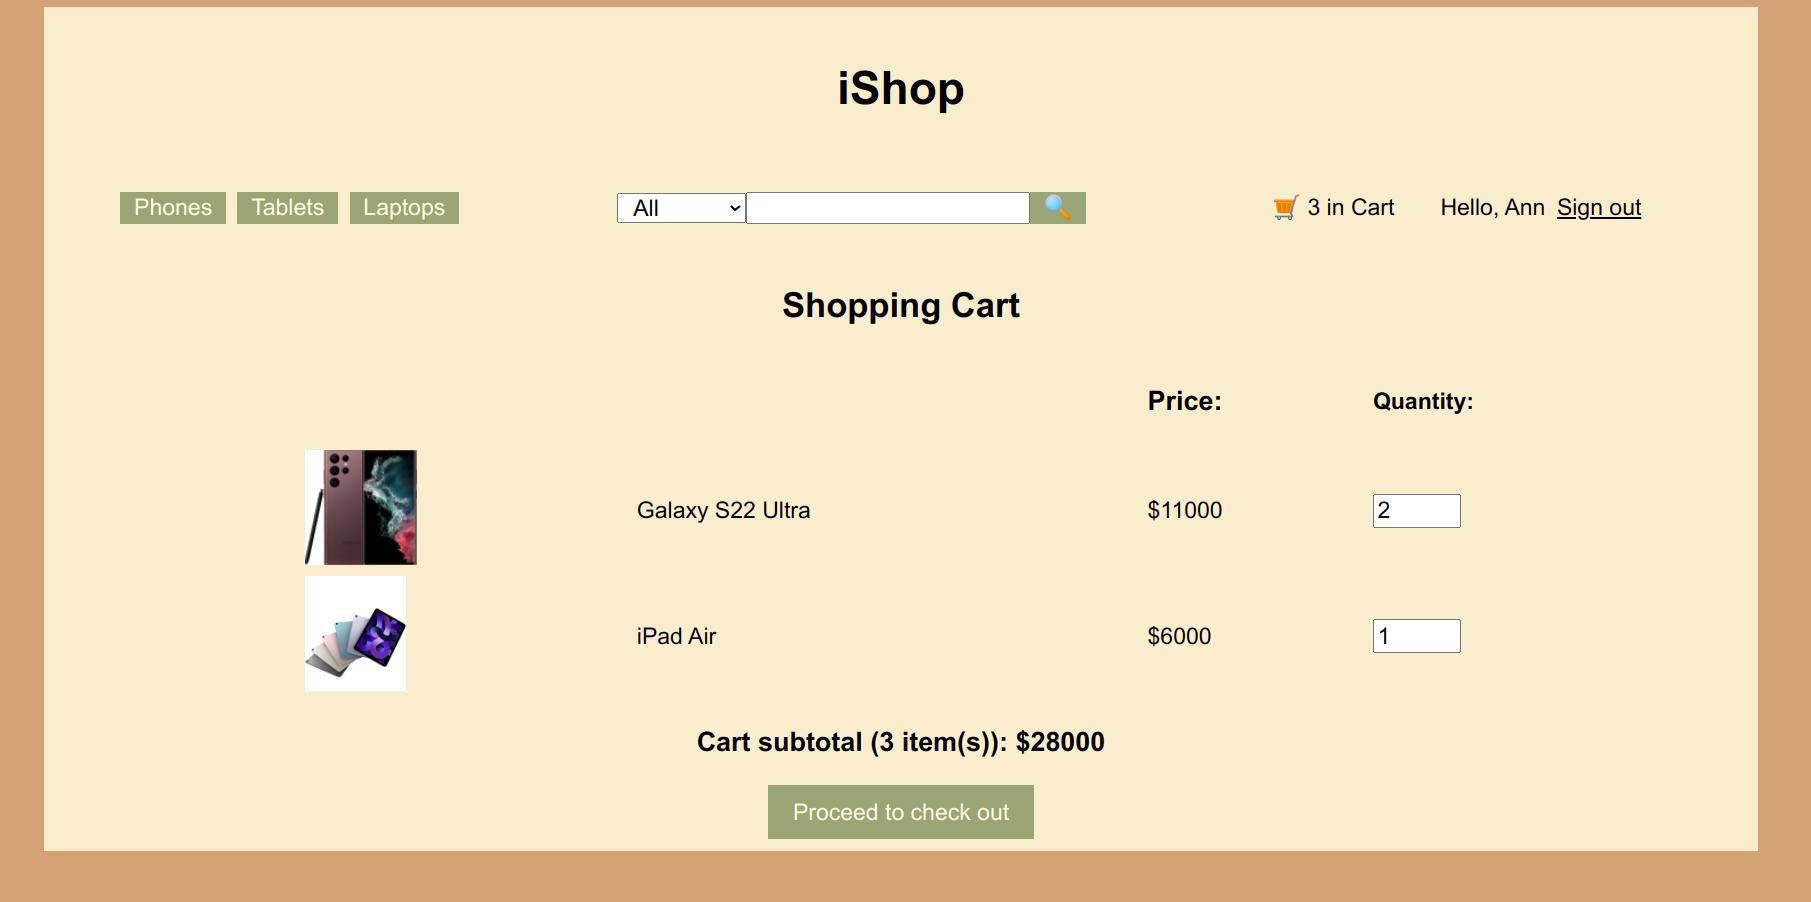 iShop
Phones Tablets Laptops All 3 in Cart Hello, Ann Sign out
Shopping Cart
Price: Quantity:
Galaxy S22 Ultra $11000 2
iPad Air $6000 1
Cart subtotal (3 item(s)): $28000
Proceed to check out